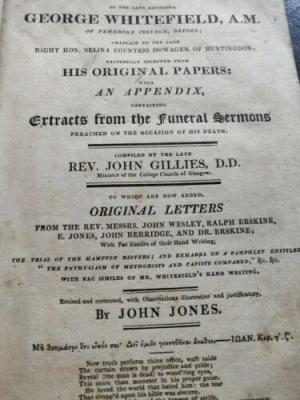 OF THE LATE REVEREND
GEORGE WHITEFIELD, A.M.
OF PEMBROKE COLLEGE, OXFORD;
CHAPLAIN TO THE LATE
RIGHT HON. SELINA COUNTESS DOWAGER OF HUNTINGDON:
FAITHFULLY SELECTED FROM
HIS ORIGINAL PAPERS:
WITH
AN APPENDIX,
CONTAINING
Extracts from the Funeral Sermons
PREACHED ON THE OCCASION OF HIS DEATH.
COMPILED BY THE LATE
REV. JOHN GILLIES, D.D.
Minister of the College Church of Glasgow.
TO WHICH ARE NOW ADDED,
ORIGINAL LETTERS
FROM THE REV. MESSRS. JOHN WESLEY, RALPH ERSKINE,
E. JONES, JOHN BERRIDGE, AND DR. ERSKINE;
With Fac Similes of their Hand Writing;
THE TRIAL OF THE HAMPTON RIOTERS; AND REMARKS ON A PAMPHLET ENTITLED
"THE ENTHUSIASM OF METHODISTS AND PAPISTS COMPARED," &c. &c.
WITH FAC SIMILES OF MR. WHITEFIELD'S HAND WRITING.
Revised and corrected, with Observations illustrative and justificatory,
By JOHN JONES.
Μὴ ὅτι ὑμᾶς ΙΩΑΝ. Κεφ. γ΄. ζ΄.
Now truth perform thine office, waft aside
The curtain drawn by prejudice and pride;
Reveal (the man is dead) to wond'ring eyes,
This more than monster in his proper guise.
He loved the world that hated him: the tear
That dropp'd upon his bible was sincere.
of strife,